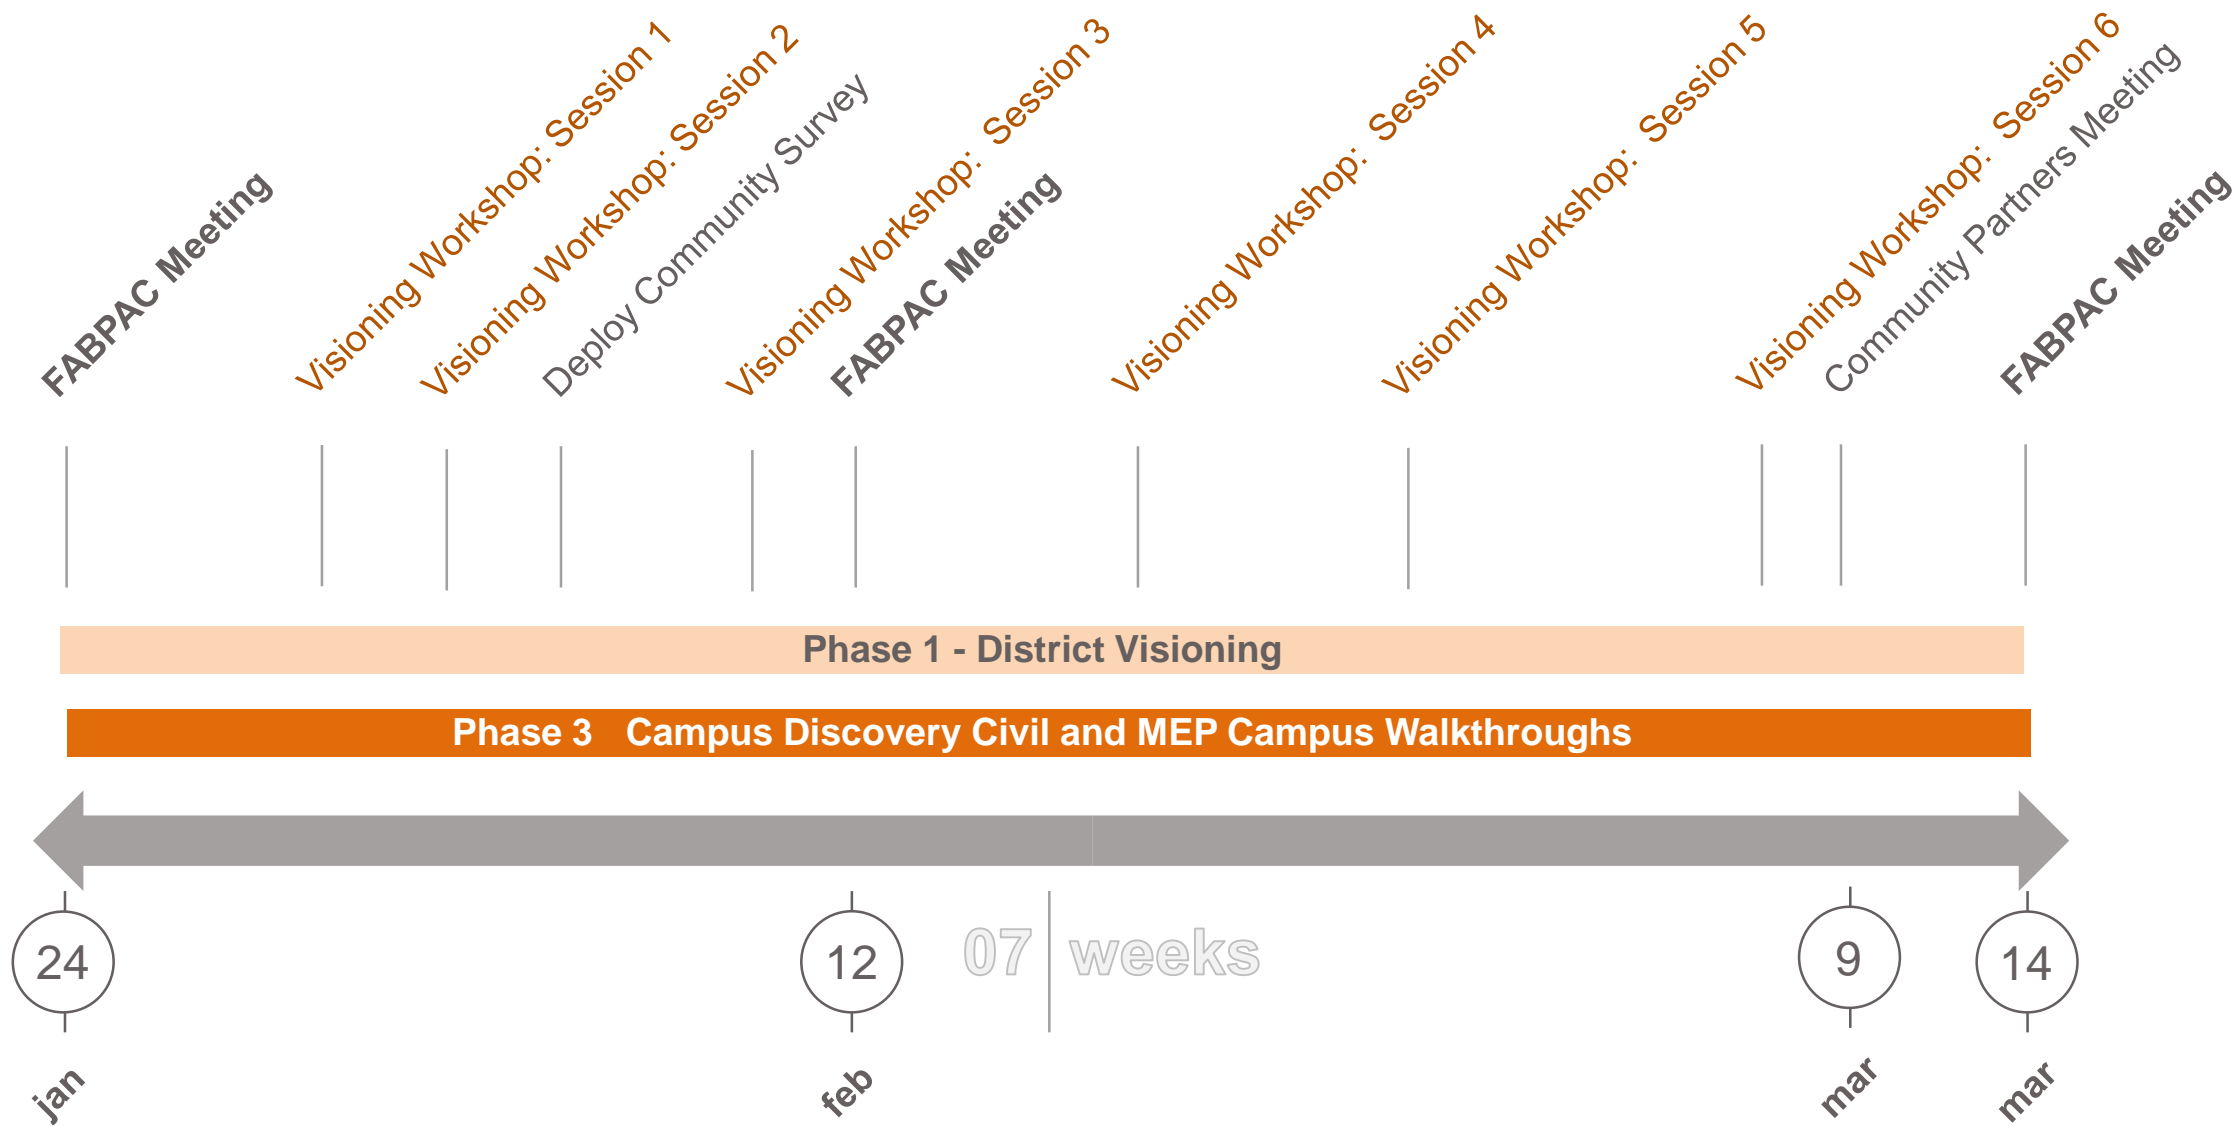 FABPAC Meeting
Visioning Workshop: Session 1
Visioning Workshop: Session 2
Deploy Community Survey
Visioning Workshop: Session 3
FABPAC Meeting
Visioning Workshop: Session 4
Visioning Workshop: Session 5
Visioning Workshop: Session 6
Community Partners Meeting
FABPAC Meeting
Phase 1 - District Visioning
Phase 3 Campus Discovery Civil and MEP Campus Walkthroughs
24
12
07 weeks
9
14
jan
feb
mar
mar